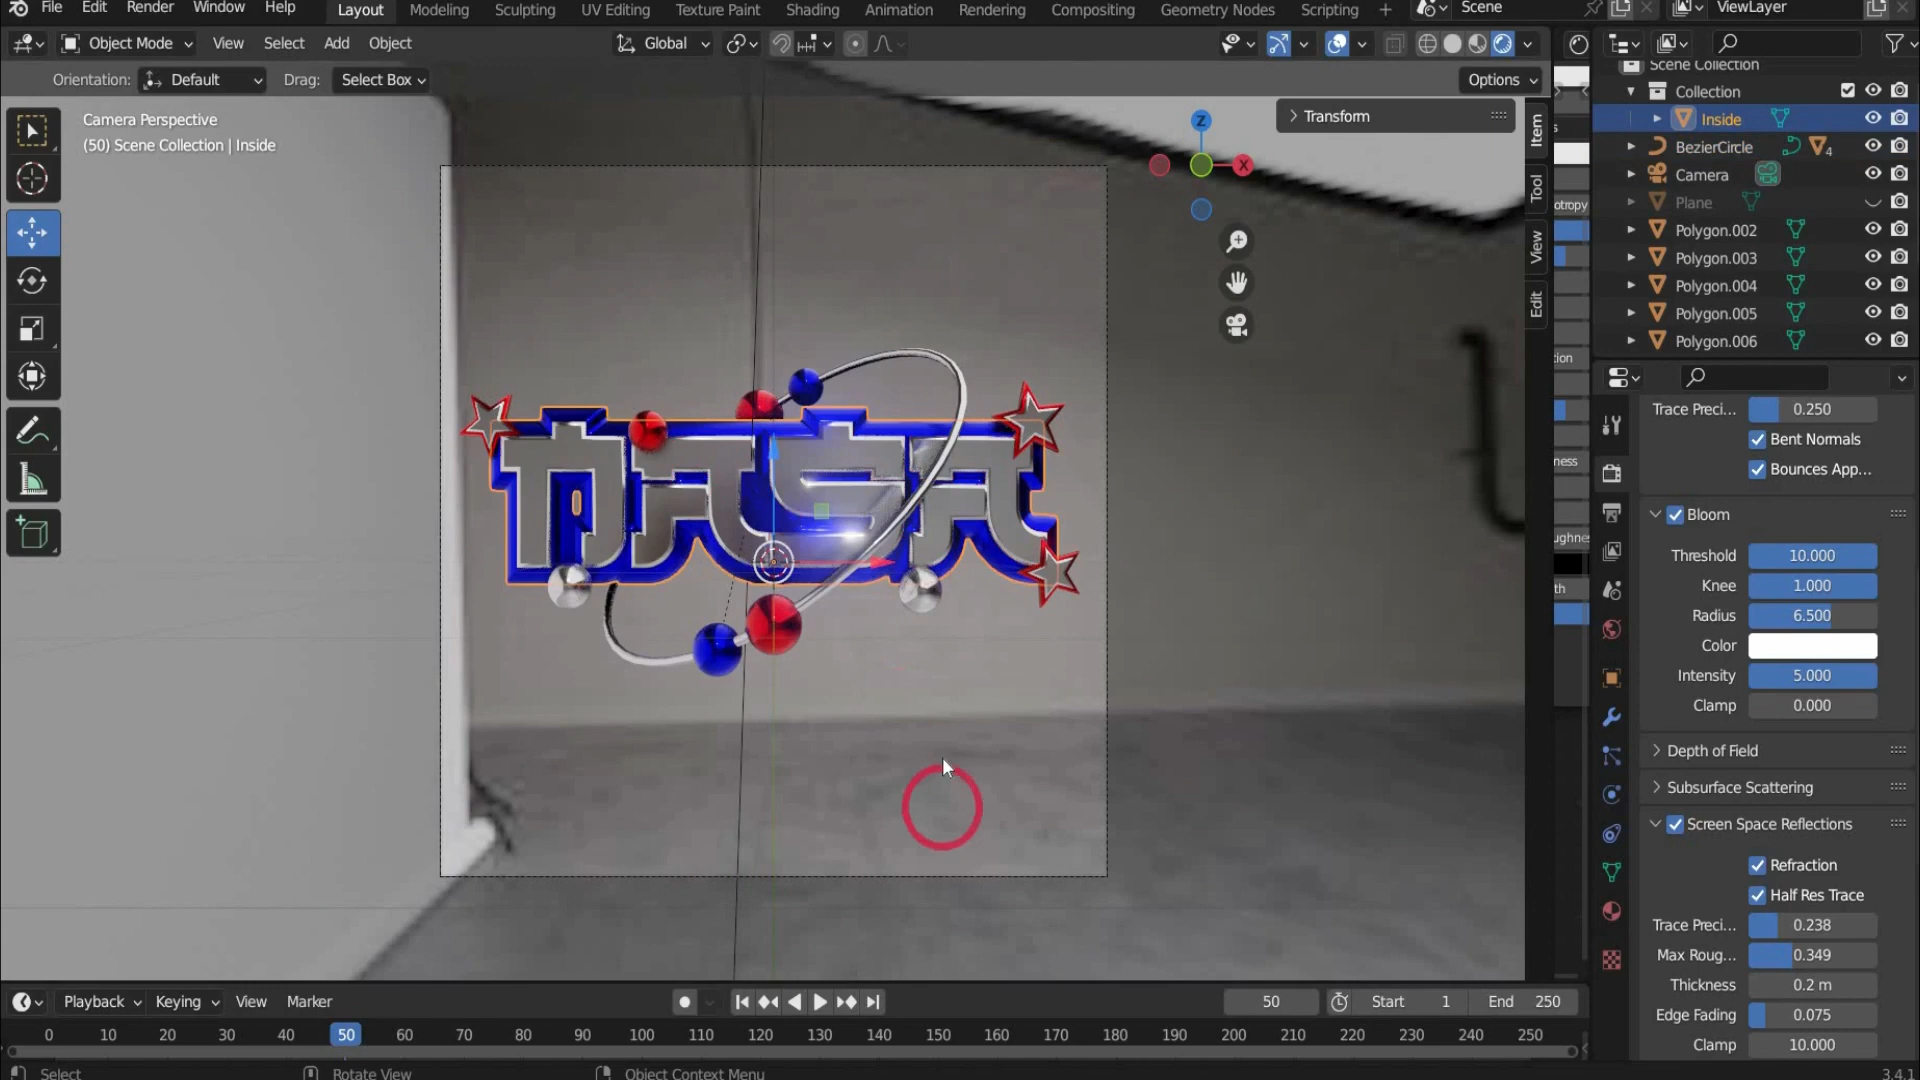 File Edit Render Window Help Layout Modeling Sculpting UV Editing Texture Paint Shading Animation Rendering Compositing Geometry Nodes Scripting + Scene ViewLayer
Object Mode View Select Add Object Global
Orientation: Default Drag: Select Box Options
Camera Perspective
(50) Scene Collection | Inside
Transform
Z
X
Item
Tool
View
Edit
Scene Collection
Collection
Inside
BezierCircle 4
Camera
Plane
Polygon.002
Polygon.003
Polygon.004
Polygon.005
Polygon.006
Trace Preci... 0.250
Bent Normals
Bounces App...
Bloom
Threshold 10.000
Knee 1.000
Radius 6.500
Color
Intensity 5.000
Clamp 0.000
Depth of Field
Subsurface Scattering
Screen Space Reflections
Refraction
Half Res Trace
Trace Preci... 0.238
Max Roug... 0.349
Thickness 0.2 m
Edge Fading 0.075
Clamp 10.000
Playback Keying View Marker 50 Start 1 End 250
0 10 20 30 40 50 60 70 80 90 100 110 120 130 140 150 160 170 180 190 200 210 220 230 240 250
Select Rotate View Object Context Menu 3.4.1